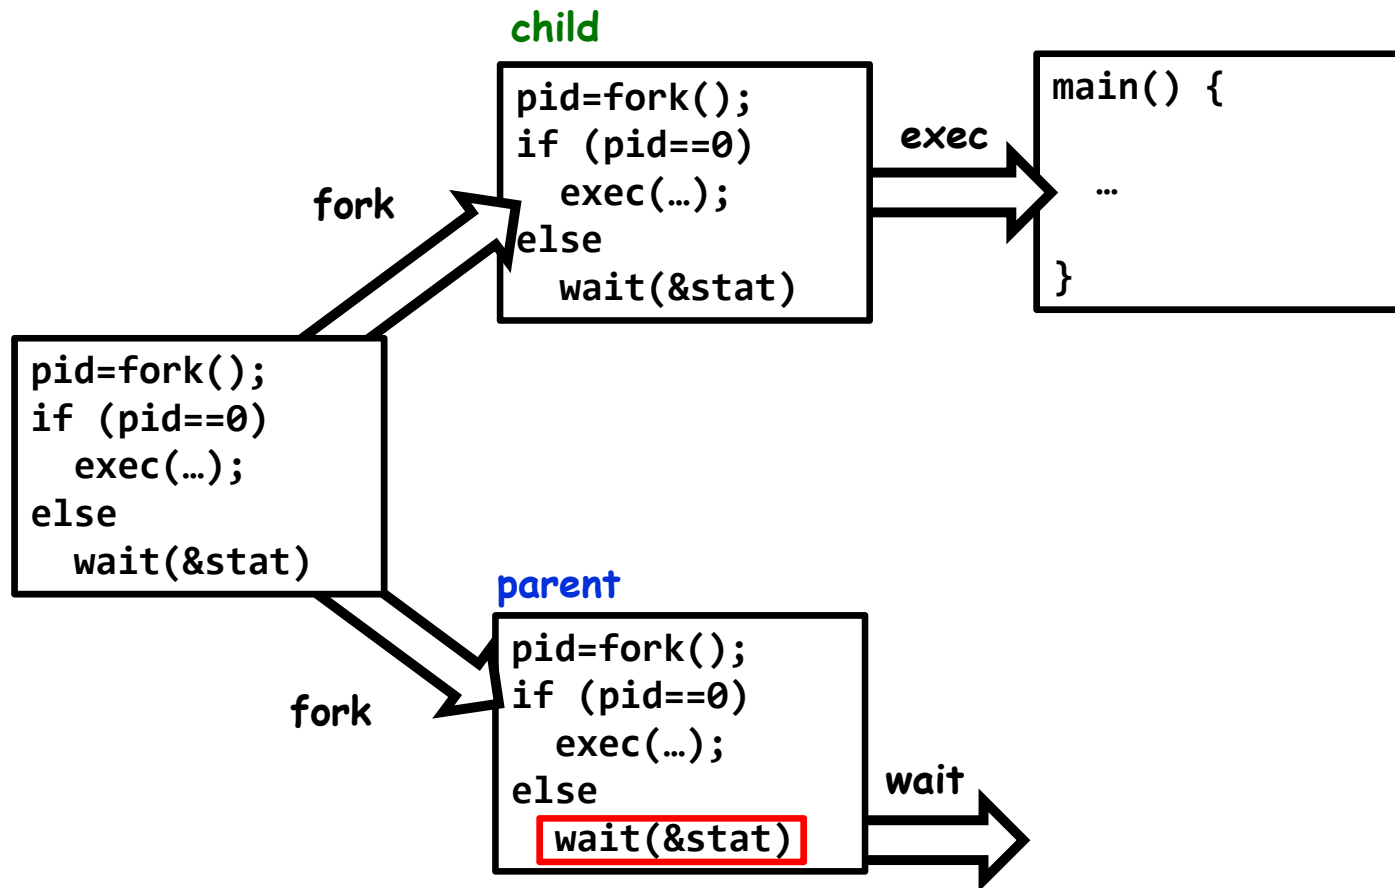 child
pid=fork();
if (pid==0)
  exec(…);
else
  wait(&stat)
exec
main() {
  …
}
fork
pid=fork();
if (pid==0)
  exec(…);
else
  wait(&stat)
fork
parent
pid=fork();
if (pid==0)
  exec(…);
else
  wait(&stat)
wait